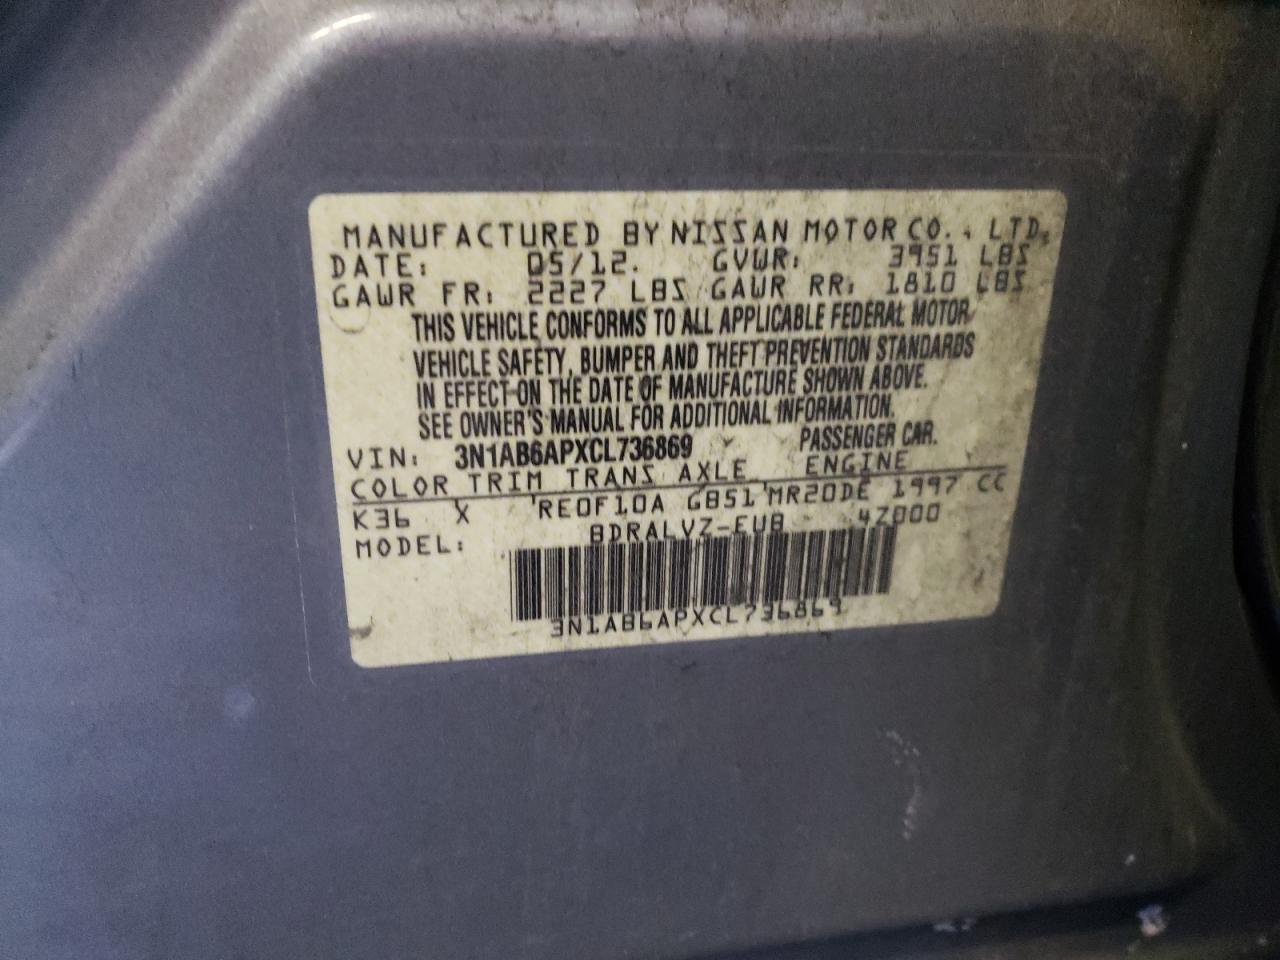 MANUFACTURED BY NISSAN MOTOR CO., LTD.
DATE: 05/12. GVWR: 3951 LBS
GAWR FR: 2227 LBS GAWR RR: 1810 LBS
THIS VEHICLE CONFORMS TO ALL APPLICABLE FEDERAL MOTOR
VEHICLE SAFETY, BUMPER AND THEFT PREVENTION STANDARDS
IN EFFECT ON THE DATE OF MANUFACTURE SHOWN ABOVE.
SEE OWNER'S MANUAL FOR ADDITIONAL INFORMATION.
VIN: 3N1AB6APXCL736869 PASSENGER CAR.
COLOR TRIM TRANS AXLE ENGINE
K36 X RE0F10A GB51 MR20DE 1997 CC
MODEL: BDRALVZ-EUB 4Z000
3N1AB6APXCL736869